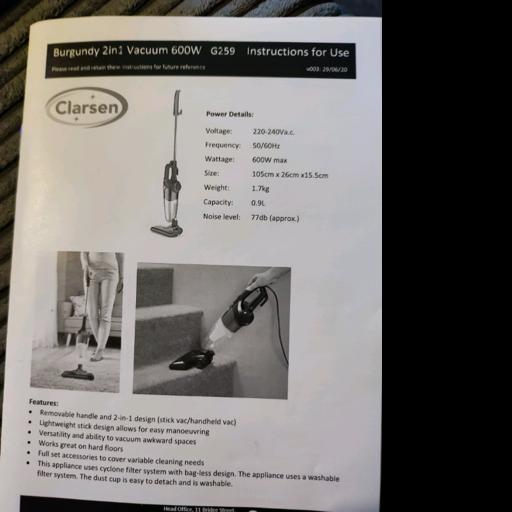 Burgundy 2in1 Vacuum 600W G259 Instructions for Use
Please read and retain these instructions for future reference
v003: 29/06/20
Clarsen
Power Details:
Voltage: 220-240Va.c.
Frequency: 50/60Hz
Wattage: 600W max
Size: 105cm x 26cm x15.5cm
Weight: 1.7kg
Capacity: 0.9L
Noise level: 77db (approx.)
Features:
• Removable handle and 2-in-1 design (stick vac/handheld vac)
• Lightweight stick design allows for easy manoeuvring
• Versatility and ability to vacuum awkward spaces
• Works great on hard floors
• Full set accessories to cover variable cleaning needs
• This appliance uses cyclone filter system with bag-less design. The appliance uses a washable
filter system. The dust cup is easy to detach and is washable.
Head Office, 11 Bridge Street